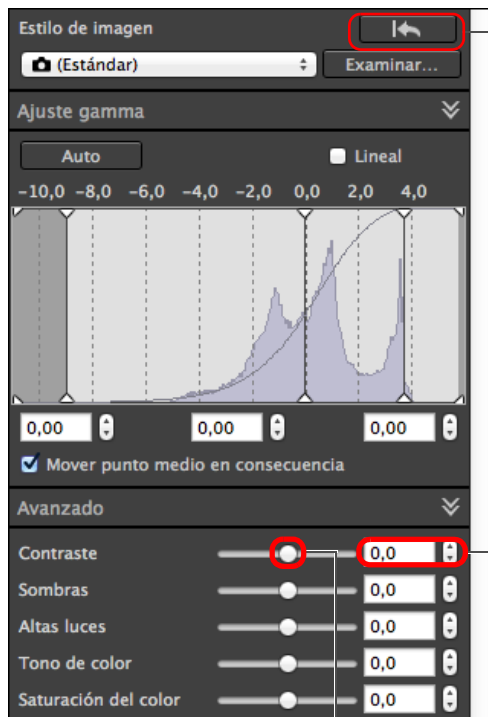 Estilo de imagen
(Estándar) Examinar...
Ajuste gamma
Auto Lineal
-10,0 -8,0 -6,0 -4,0 -2,0 0,0 2,0 4,0
0,00 0,00 0,00
Mover punto medio en consecuencia
Avanzado
Contraste 0,0
Sombras 0,0
Altas luces 0,0
Tono de color 0,0
Saturación del color 0,0